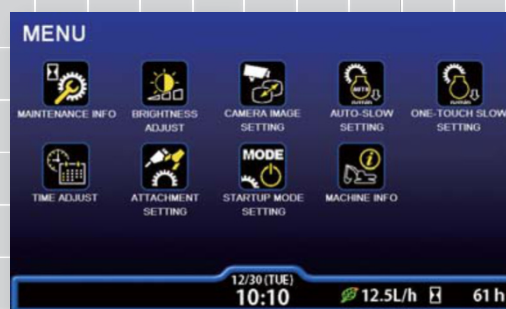 MENU
MAINTENANCE INFO
BRIGHTNESS
ADJUST
CAMERA IMAGE
SETTING
AUTO
AUTO-SLOW
SETTING
ONE-TOUCH SLOW
SETTING
TIME ADJUST
ATTACHMENT
SETTING
MODE
STARTUP MODE
SETTING
MACHINE INFO
12/30 (TUE)
10:10
12.5L/h
61 h